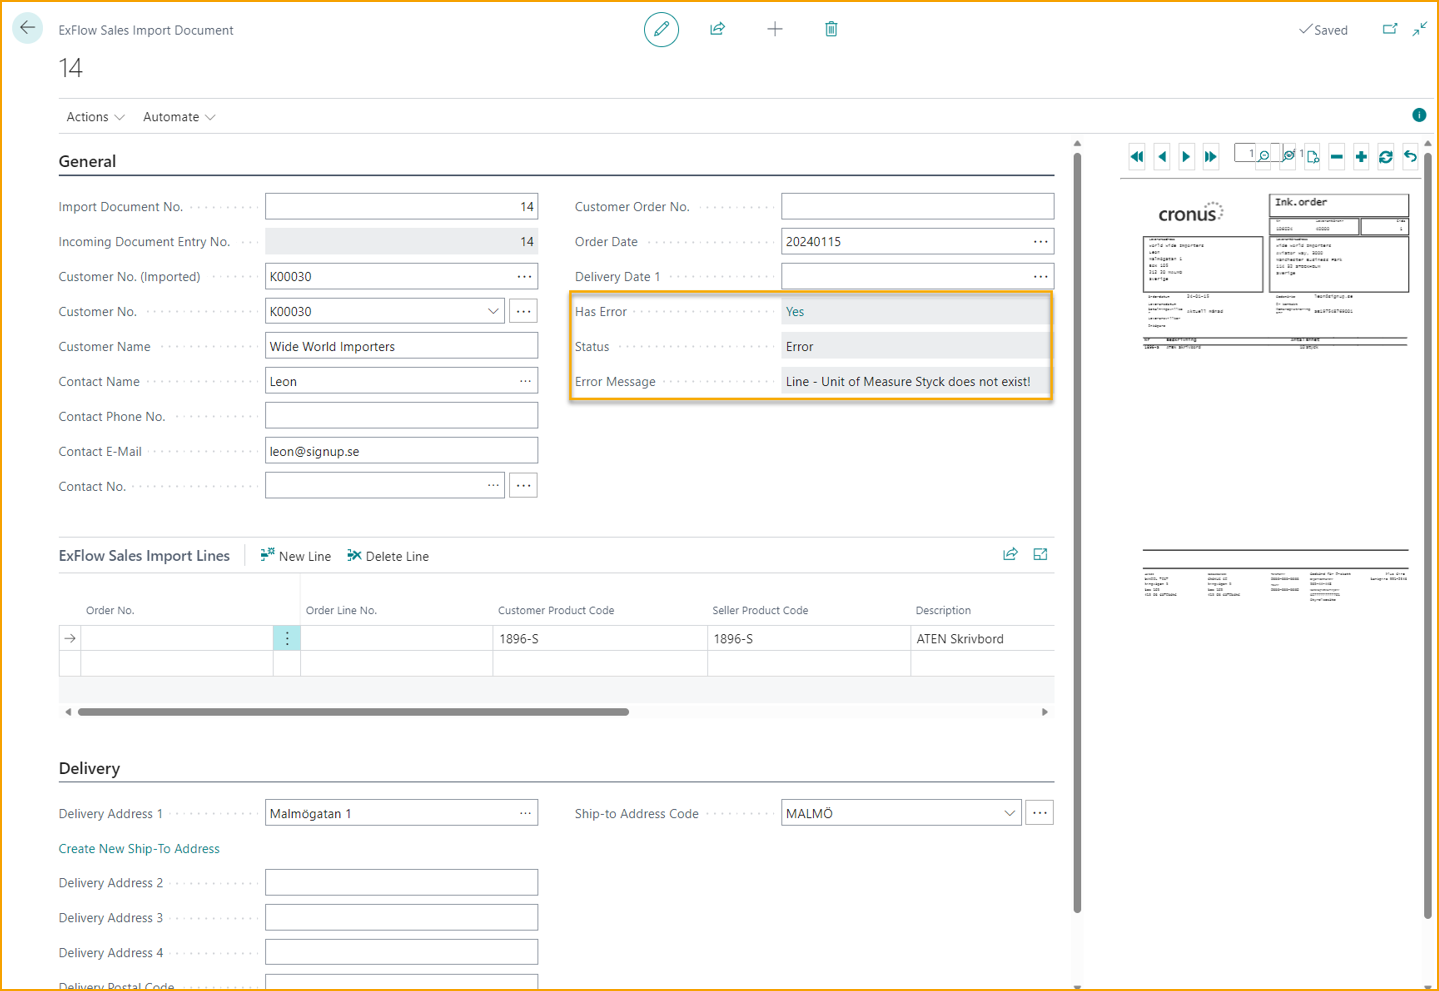 ExFlow Sales Import Document
Saved
14
Actions
Automate
General
Import Document No.
14
Incoming Document Entry No.
14
Customer No. (Imported)
K00030
Customer No.
K00030
Customer Name
Wide World Importers
Contact Name
Leon
Contact Phone No.
Contact E-Mail
leon@signup.se
Contact No.
Customer Order No.
Order Date
20240115
Delivery Date 1
Has Error
Yes
Status
Error
Error Message
Line - Unit of Measure Styck does not exist!
ExFlow Sales Import Lines
New Line
Delete Line
Order No.
Order Line No.
Customer Product Code
Seller Product Code
Description
1896-S
1896-S
ATEN Skrivbord
Delivery
Delivery Address 1
Malmögatan 1
Ship-to Address Code
MALMÖ
Create New Ship-To Address
Delivery Address 2
Delivery Address 3
Delivery Address 4
Delivery Postal Code
1
1
cronus
Ink.order